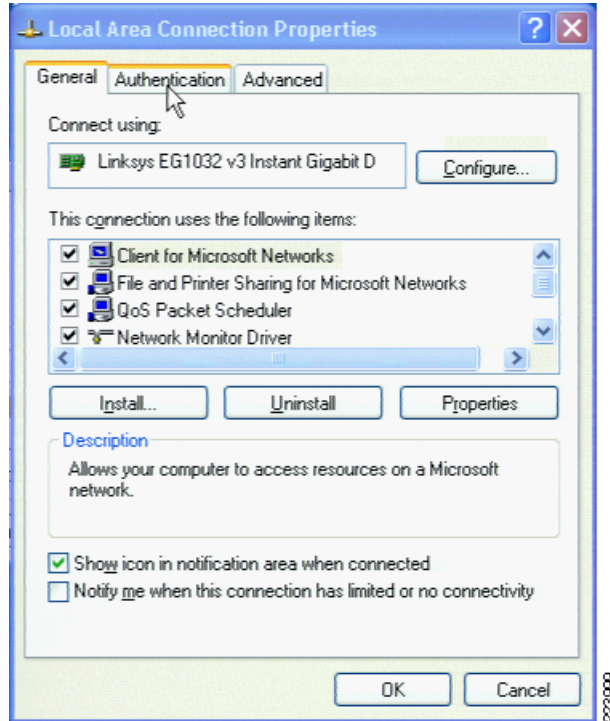 Local Area Connection Properties
General Authentication Advanced
Connect using:
Linksys EG1032 v3 Instant Gigabit D Configure...
This connection uses the following items:
Client for Microsoft Networks
File and Printer Sharing for Microsoft Networks
QoS Packet Scheduler
Network Monitor Driver
Install... Uninstall Properties
Description
Allows your computer to access resources on a Microsoft
network.
Show icon in notification area when connected
Notify me when this connection has limited or no connectivity
OK Cancel